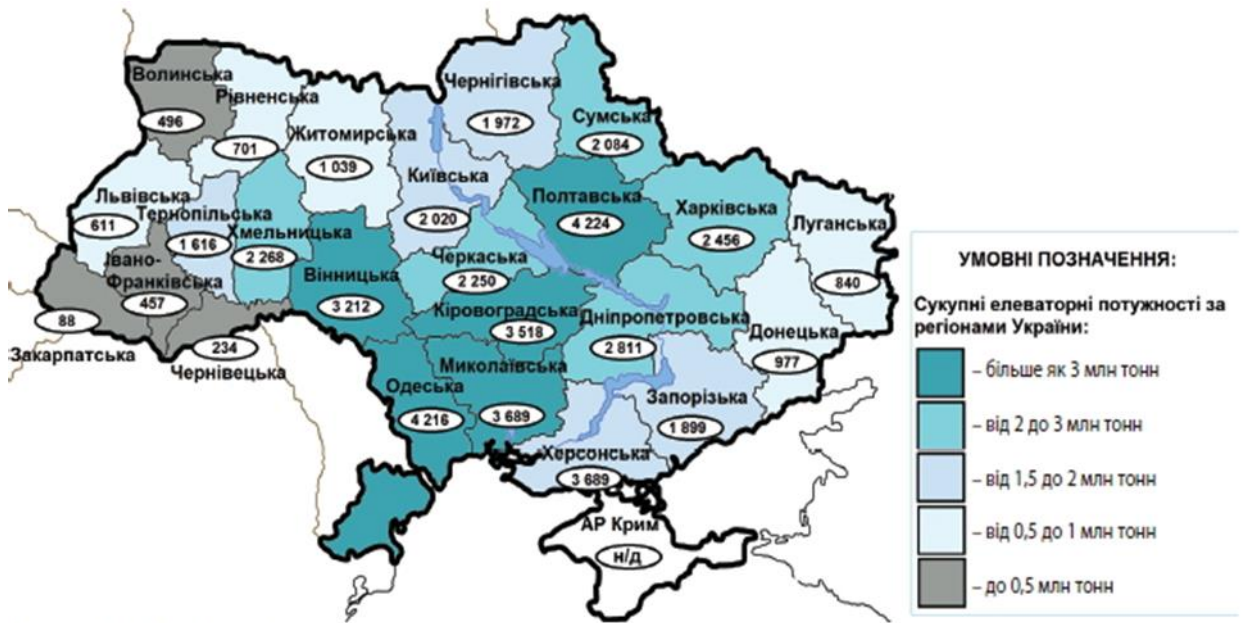 Волинська
496
Рівненська
701
Житомирська
1 039
Чернігівська
1 972
Сумська
2 084
Київська
2 020
Полтавська
4 224
Харківська
2 456
Луганська
840
Львівська
611
Тернопільська
1 616
Хмельницька
2 268
Івано-
Франківська
457
Вінницька
3 212
Черкаська
2 250
Кіровоградська
3 518
Дніпропетровська
2 811
Донецька
977
88
Закарпатська
234
Чернівецька
Одеська
4 216
Миколаївська
3 689
Запорізька
1 899
Херсонська
3 689
АР Крим
н/д
УМОВНІ ПОЗНАЧЕННЯ:
Сукупні елеваторні потужності за
регіонами України:
– більше як 3 млн тонн
– від 2 до 3 млн тонн
– від 1,5 до 2 млн тонн
– від 0,5 до 1 млн тонн
– до 0,5 млн тонн